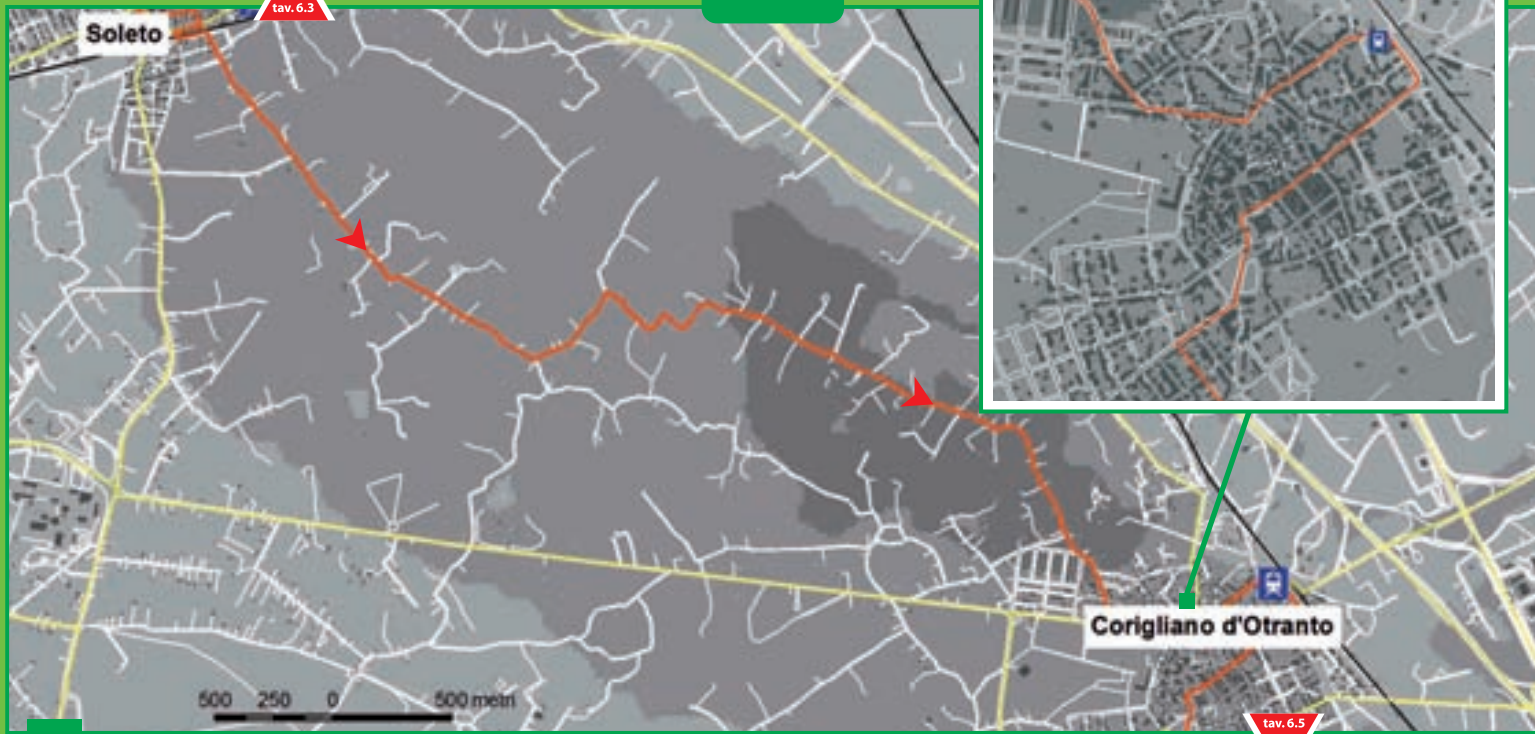 tav. 6.3
Soleto
Corigliano d'Otranto
500 250 0 500 metri
tav. 6.5